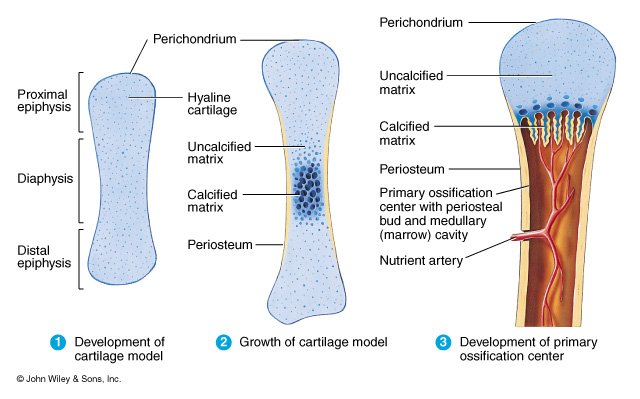 Perichondrium
Proximal
epiphysis
Hyaline
cartilage
Diaphysis
Distal
epiphysis
Uncalcified
matrix
Calcified
matrix
Periosteum
Perichondrium
Uncalcified
matrix
Calcified
matrix
Periosteum
Primary ossification
center with periosteal
bud and medullary
(marrow) cavity
Nutrient artery
1 Development of
cartilage model
2 Growth of cartilage model
3 Development of primary
ossification center
© John Wiley & Sons, Inc.